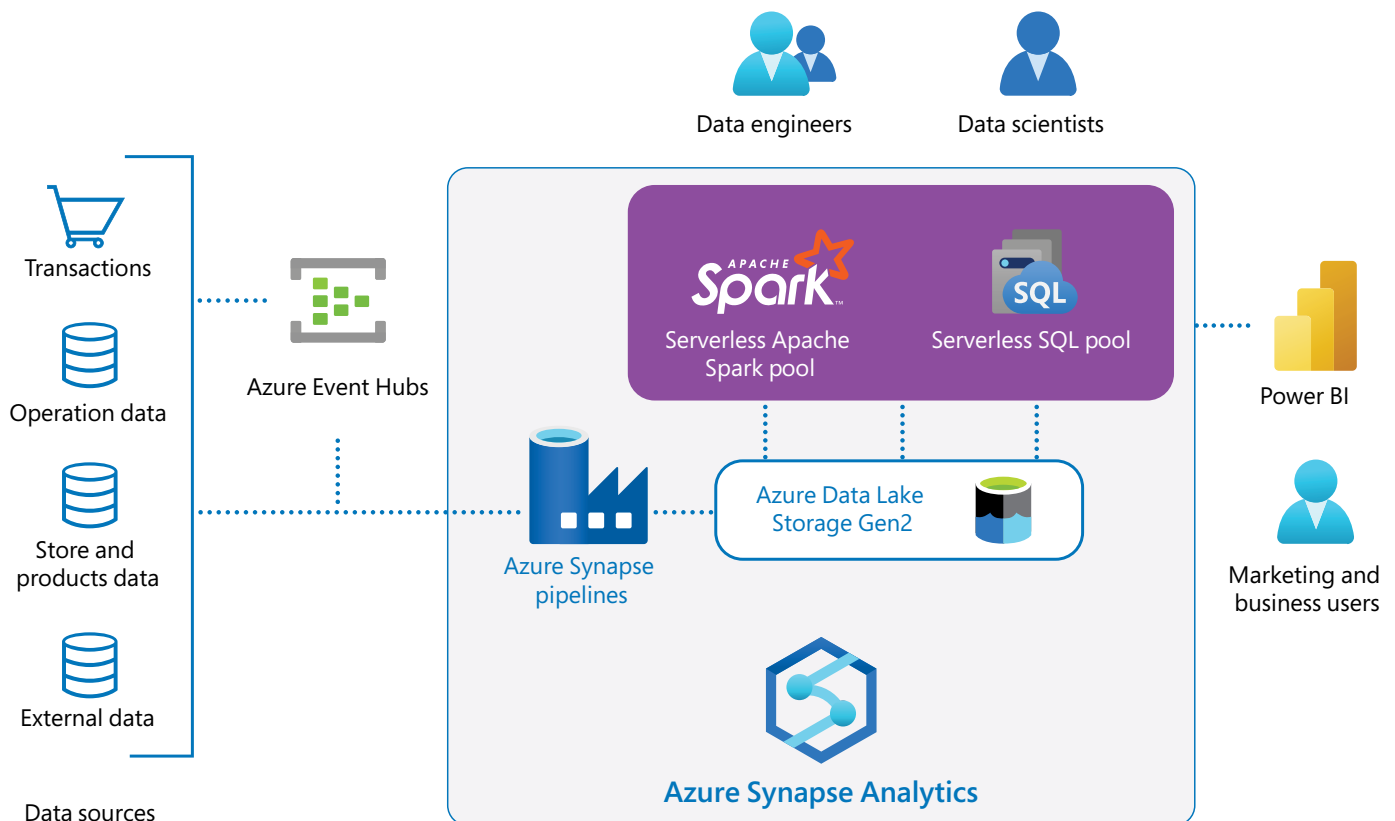 Data engineers
Data scientists
Transactions
Operation data
Store and
products data
External data
Data sources
Azure Event Hubs
APACHE
Spark™
Serverless Apache
Spark pool
SQL
Serverless SQL pool
Azure Synapse
pipelines
Azure Data Lake
Storage Gen2
Azure Synapse Analytics
Power BI
Marketing and
business users